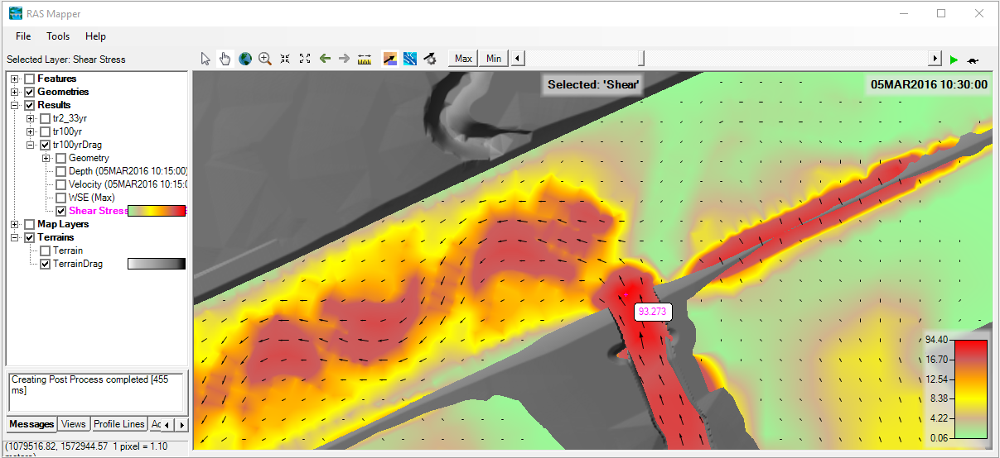 RAS Mapper
File Tools Help
Selected Layer: Shear Stress
Max Min
Features
Geometries
Results
tr2_33yr
tr100yr
tr100yrDrag
Geometry
Depth (05MAR2016 10:15:00)
Velocity (05MAR2016 10:15:0
WSE (Max)
Shear Stress
Map Layers
Terrains
Terrain
TerrainDrag
Creating Post Process completed [455
ms]
Messages Views Profile Lines Ac
(1079516.82, 1572944.57 1 pixel = 1.10
meters)
Selected: 'Shear'
05MAR2016 10:30:00
93.273
94.40
16.70
12.54
8.38
4.22
0.06